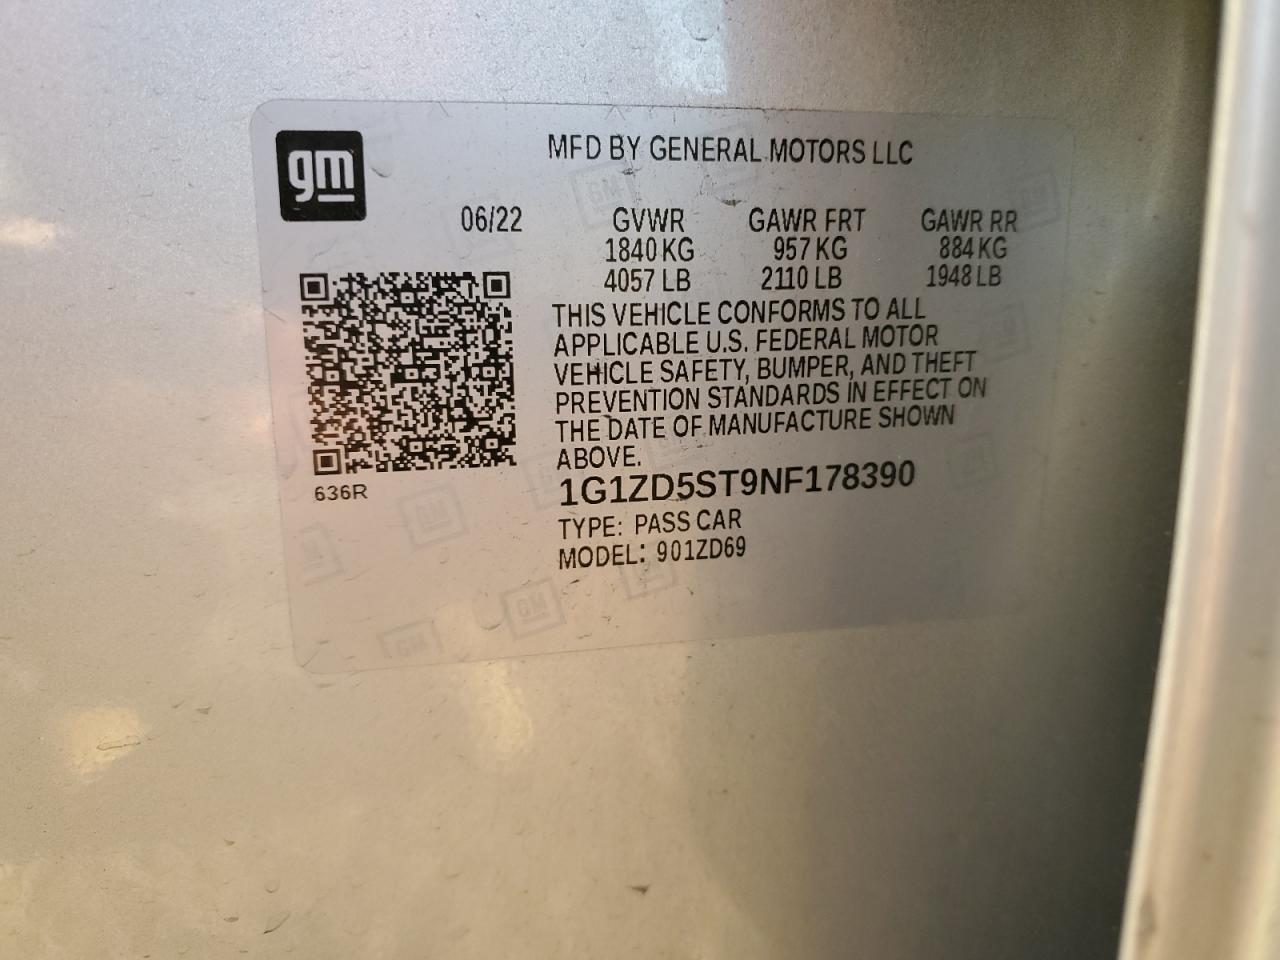 gm
MFD BY GENERAL MOTORS LLC
06/22 GVWR GAWR FRT GAWR RR
1840 KG 957 KG 884 KG
4057 LB 2110 LB 1948 LB
THIS VEHICLE CONFORMS TO ALL
APPLICABLE U.S. FEDERAL MOTOR
VEHICLE SAFETY, BUMPER, AND THEFT
PREVENTION STANDARDS IN EFFECT ON
THE DATE OF MANUFACTURE SHOWN
ABOVE.
636R
1G1ZD5ST9NF178390
TYPE: PASS CAR
MODEL: 901ZD69